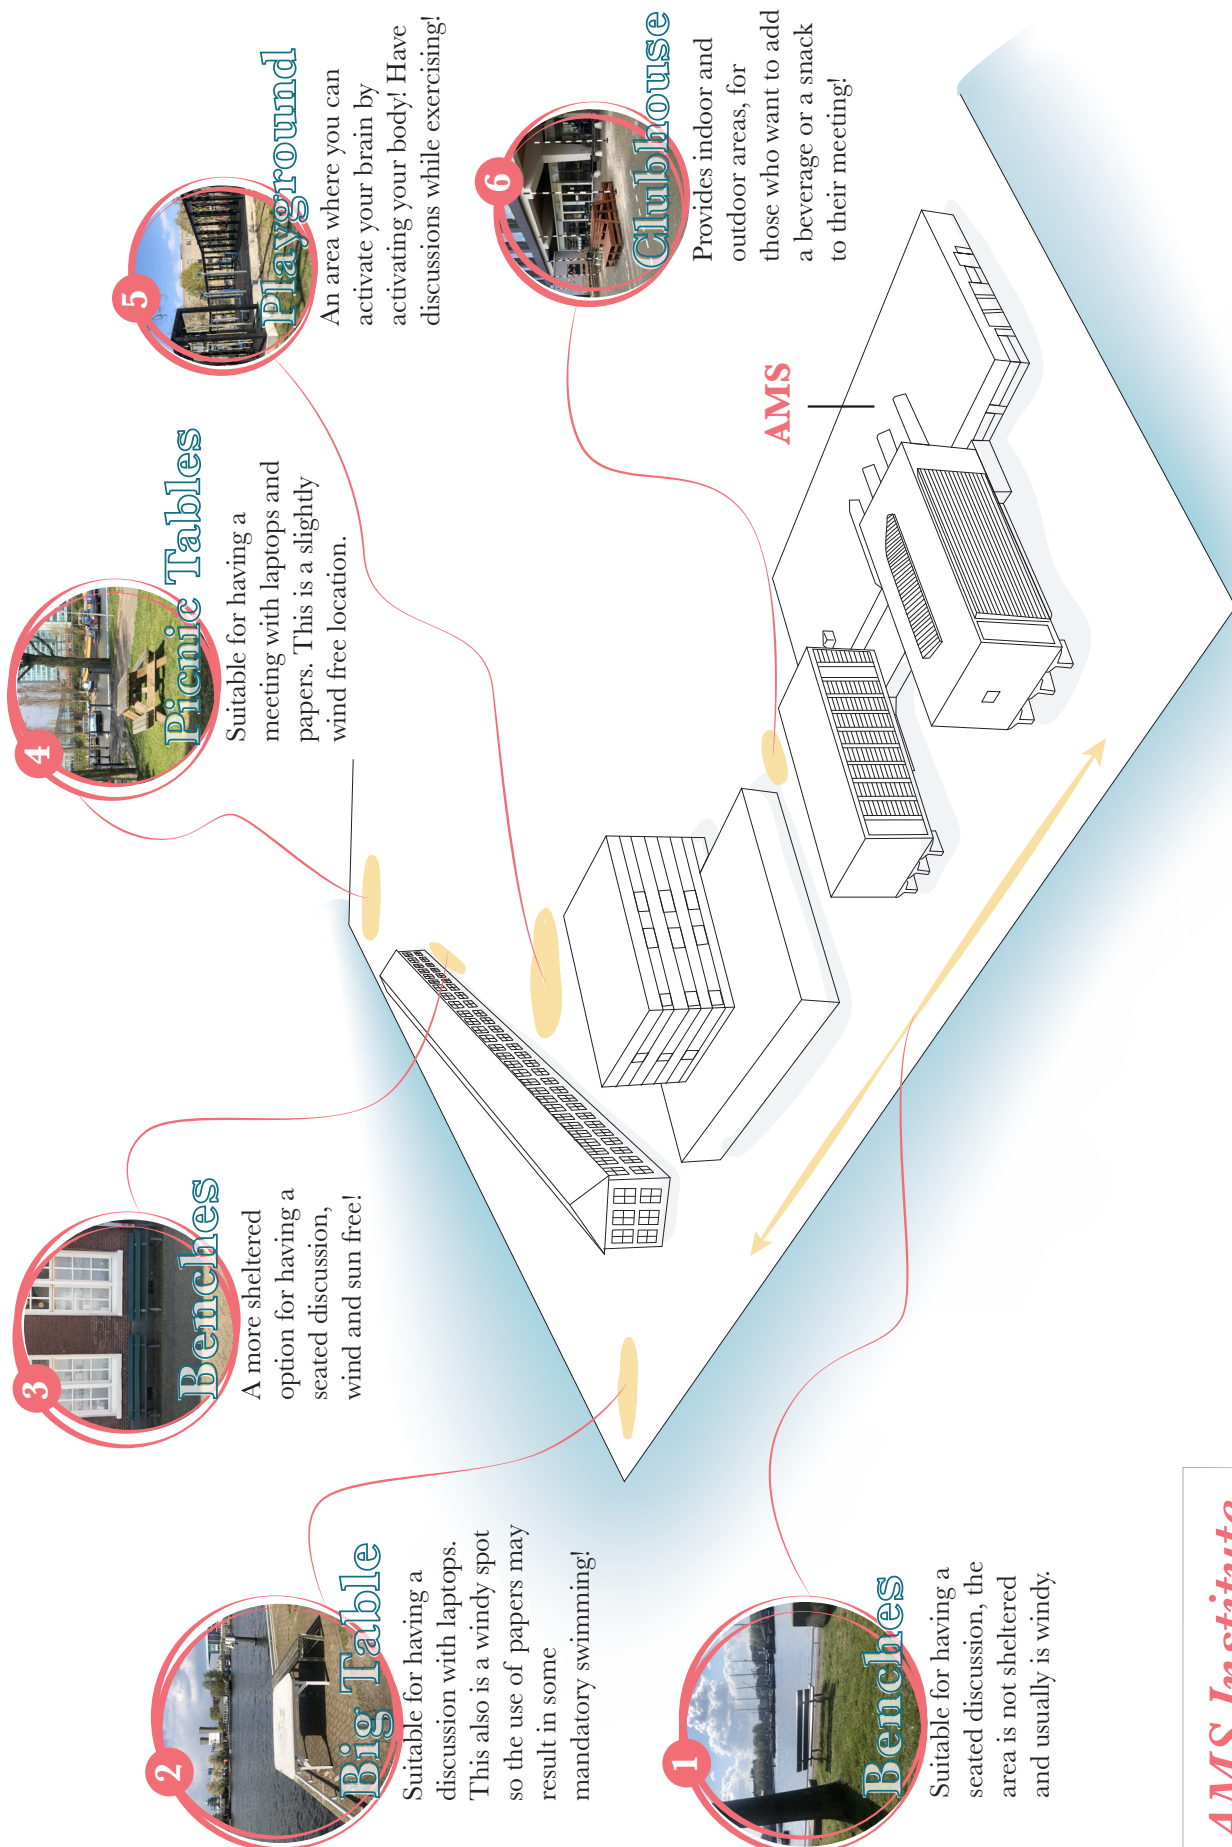 1
Benches
Suitable for having a
seated discussion, the
area is not sheltered
and usually is windy.
2
Big Table
Suitable for having a
discussion with laptops.
This also is a windy spot
so the use of papers may
result in some
mandatory swimming!
3
Benches
A more sheltered
option for having a
seated discussion,
wind and sun free!
4
Picnic Tables
Suitable for having a
meeting with laptops and
papers. This is a slightly
wind free location.
5
Playground
An area where you can
activate your brain by
activating your body! Have
discussions while exercising!
6
Clubhouse
Provides indoor and
outdoor areas, for
those who want to add
a beverage or a snack
to their meeting!
AMS
AMS Institute